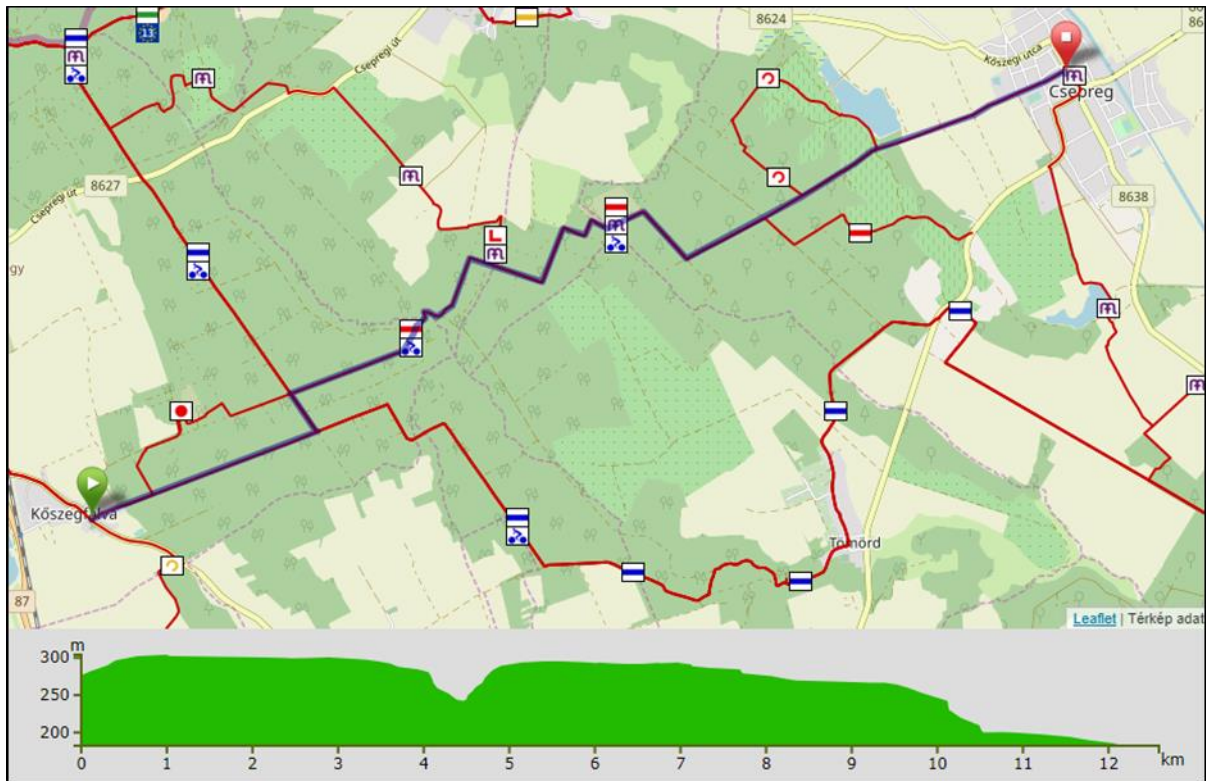 13
8624
Csepregi út
Kőszegi utca
Csepreg
8627
Csepregi út
8638
gy
Kőszegfalva
Tömörd
87
Leaflet | Térkép adat
m
300
250
200
0 1 2 3 4 5 6 7 8 9 10 11 12 km